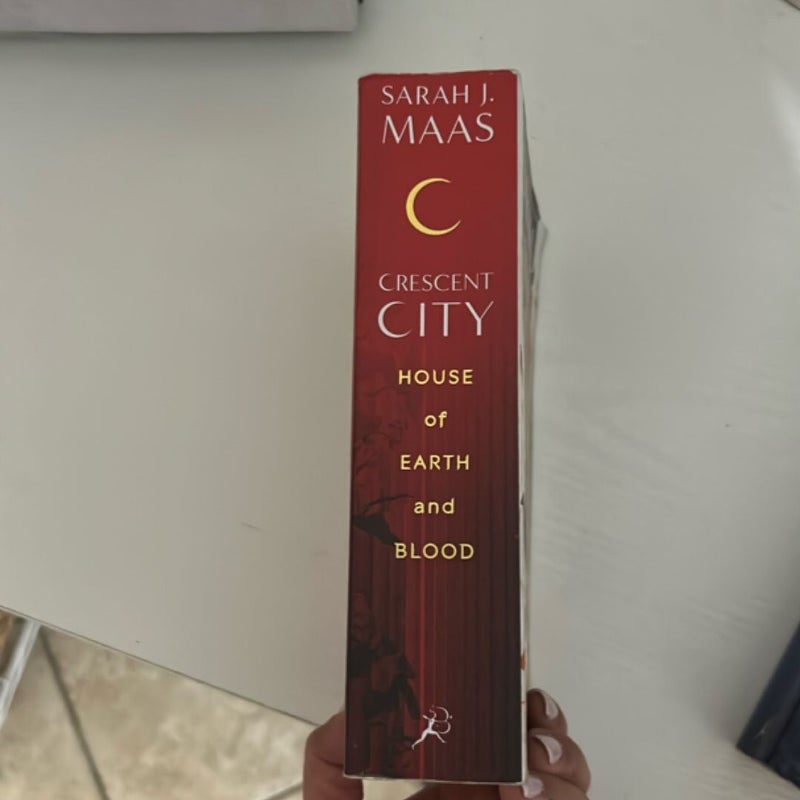 SARAH J.
MAAS
CRESCENT
CITY
HOUSE
of
EARTH
and
BLOOD